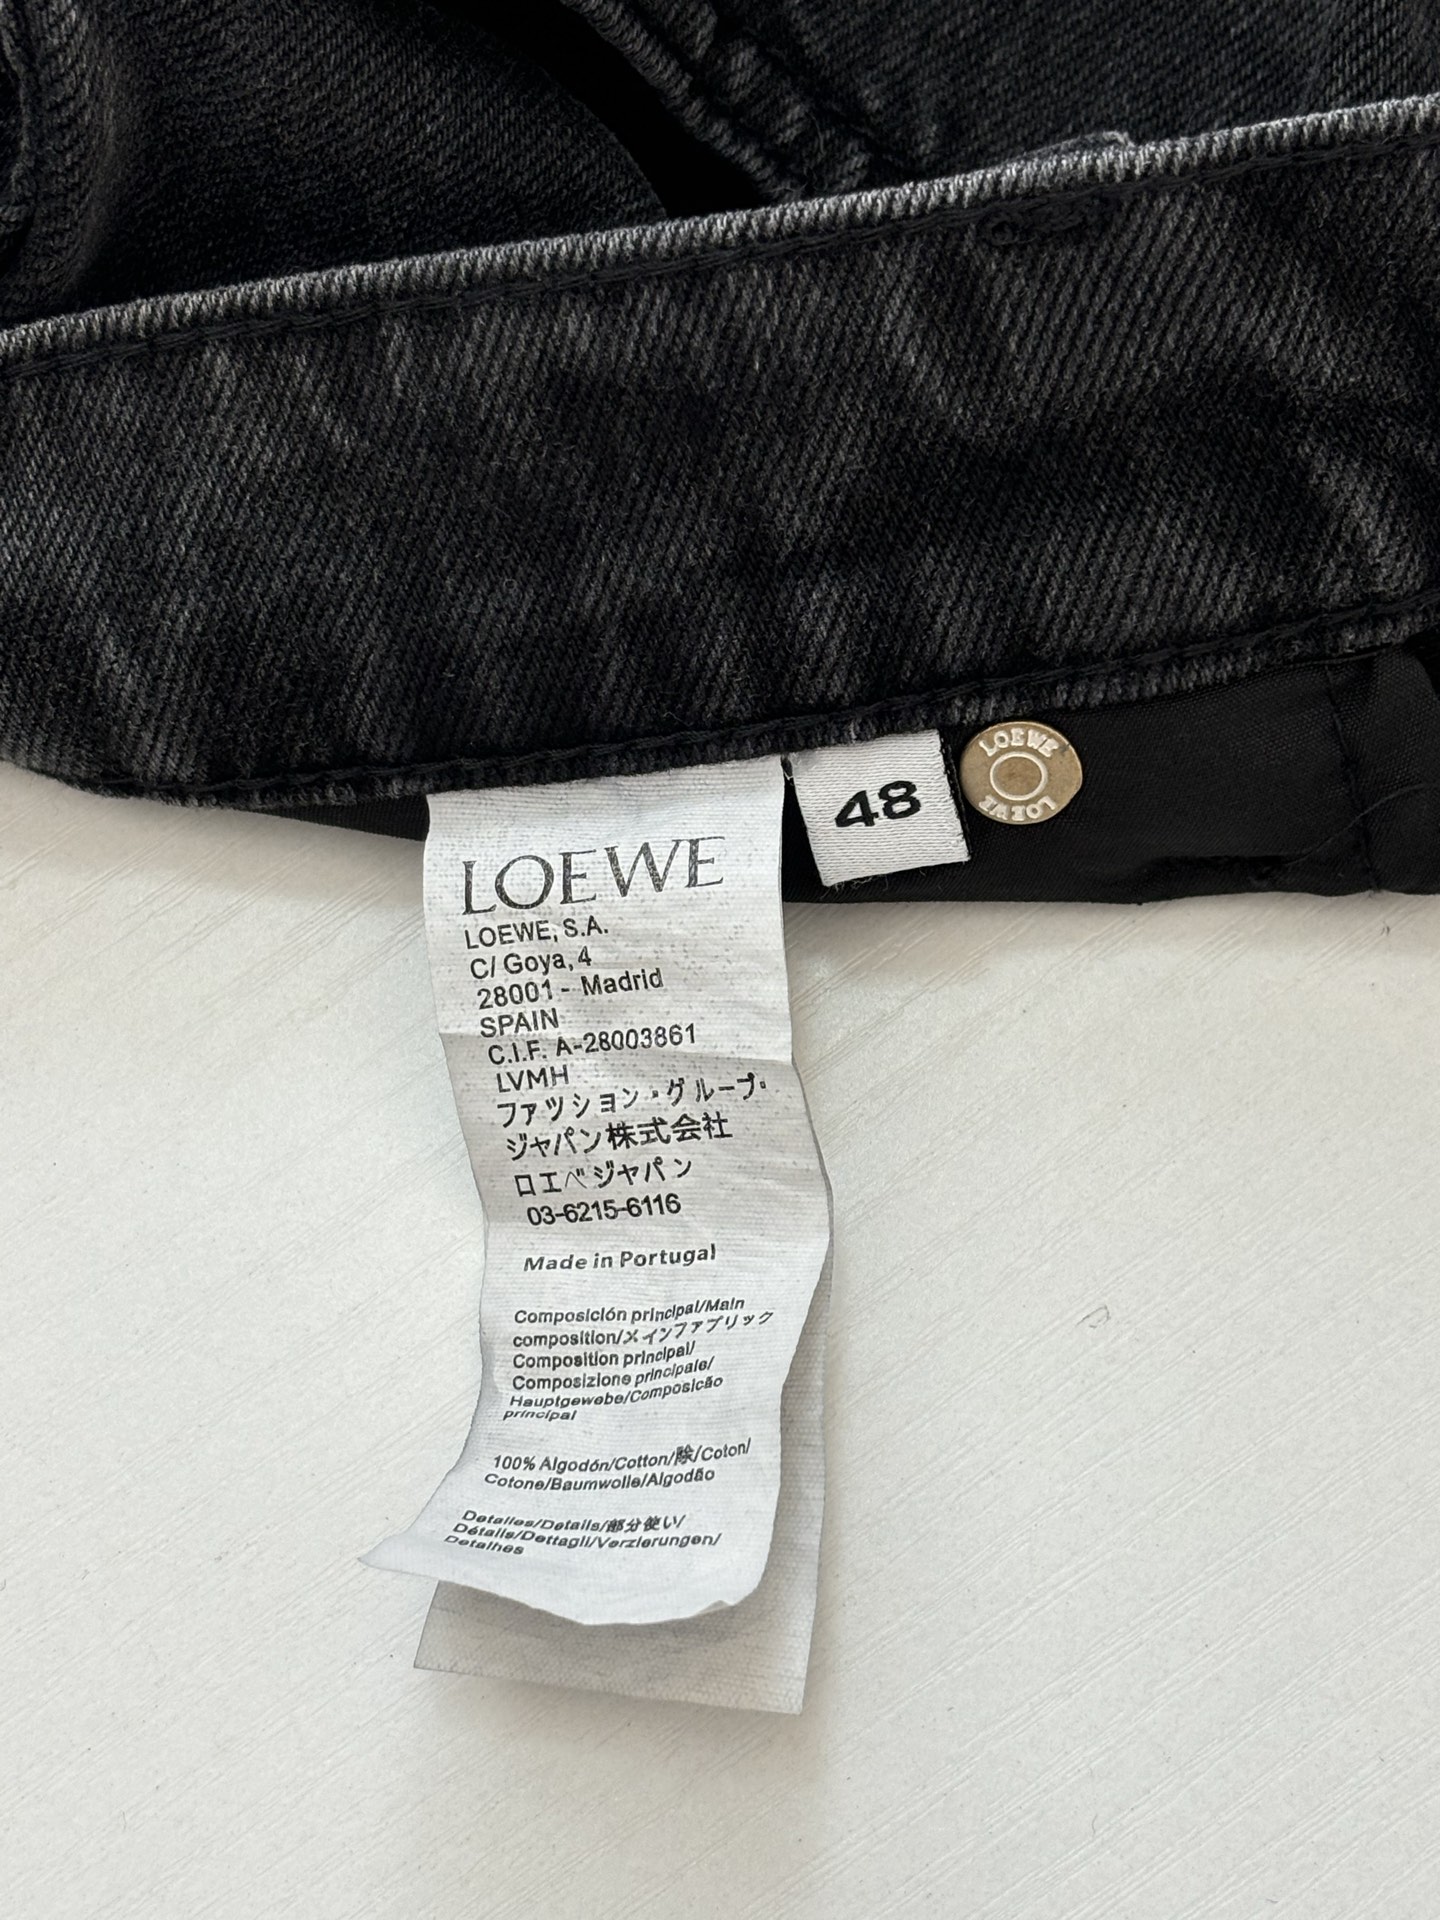 LOEWE
LOEWE, S.A.
C/ Goya, 4
28001 - Madrid
SPAIN
C.I.F. A-28003861
LVMH
ファッション・グループ・
ジャパン株式会社
ロエベジャパン
03-6215-6116
Made in Portugal
Composición principal/Main
composition/メインファブリック
Composition principal/
Composizione principale/
Hauptgewebe/Composicão
principal
100% Algodón/Cotton/除/Coton/
Cotone/Baumwolle/Algodão
Detalles/Details/部分使い/
Détails/Dettagli/Verzierungen/
Detalhes
48
LOEWE
LOEWE